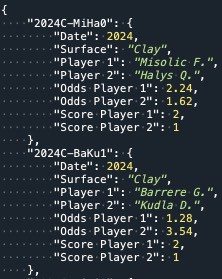 {
"2024C-MiHa0": {
"Date": 2024,
"Surface": "Clay",
"Player 1": "Misolic F.",
"Player 2": "Halys Q.",
"Odds Player 1": 2.24,
"Odds Player 2": 1.62,
"Score Player 1": 2,
"Score Player 2": 1
},
"2024C-BaKu1": {
"Date": 2024,
"Surface": "Clay",
"Player 1": "Barrere G.",
"Player 2": "Kudla D.",
"Odds Player 1": 1.28,
"Odds Player 2": 3.54,
"Score Player 1": 2,
"Score Player 2": 1
},